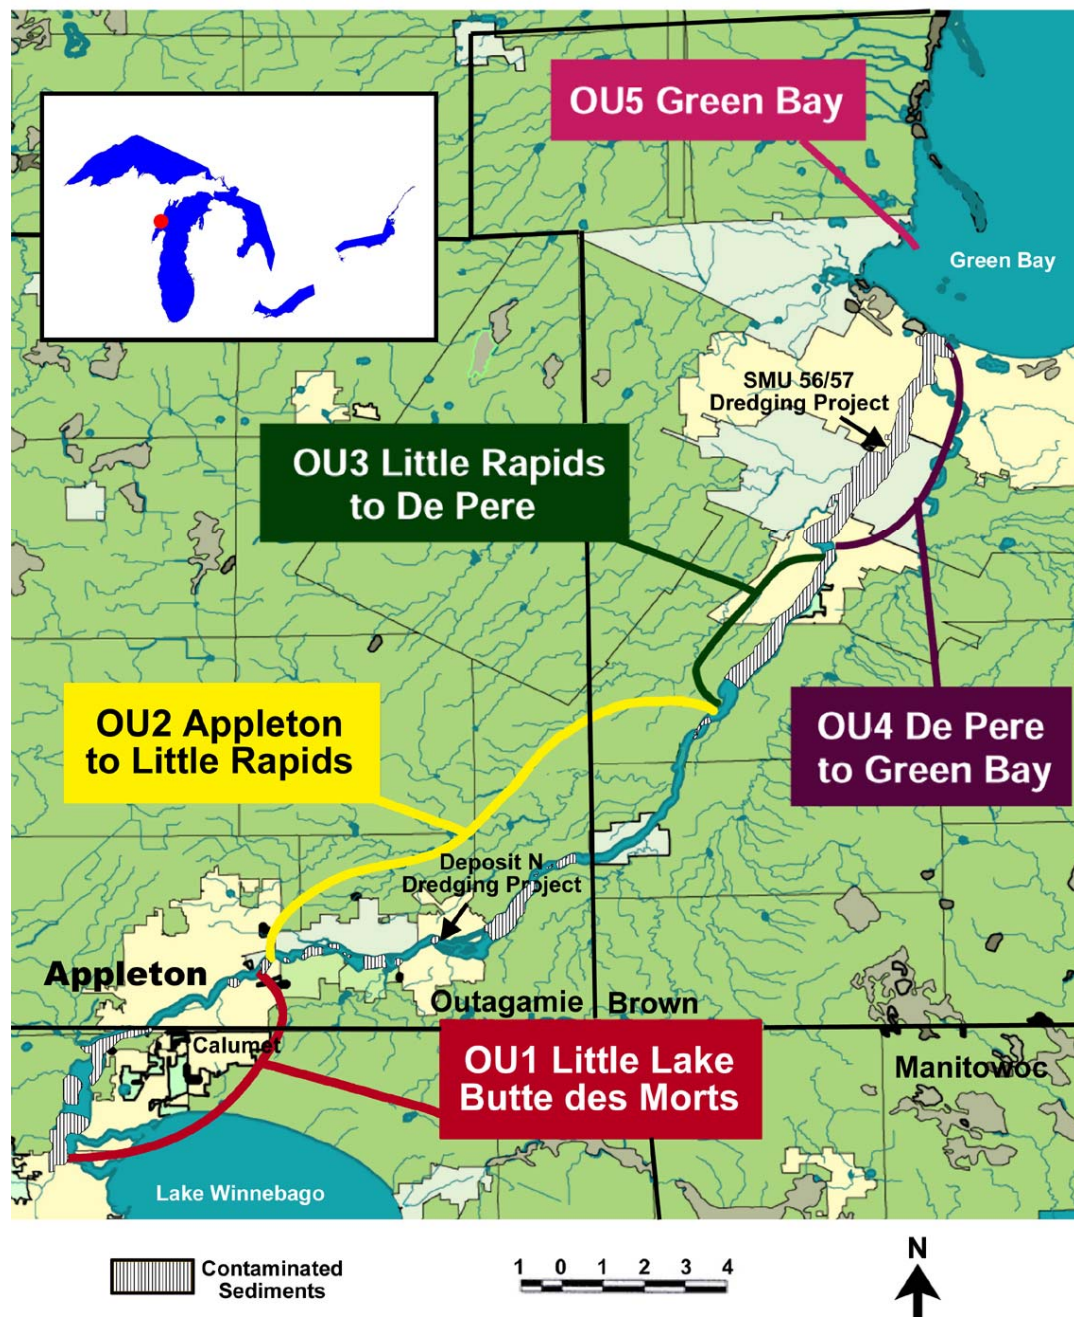 OU5 Green Bay
Green Bay
SMU 56/57
Dredging Project
OU3 Little Rapids
to De Pere
OU2 Appleton
to Little Rapids
OU4 De Pere
to Green Bay
Deposit N
Dredging Project
Appleton
Outagamie
Brown
Calumet
OU1 Little Lake
Butte des Morts
Manitowoc
Lake Winnebago
Contaminated
Sediments
1 0 1 2 3 4
N